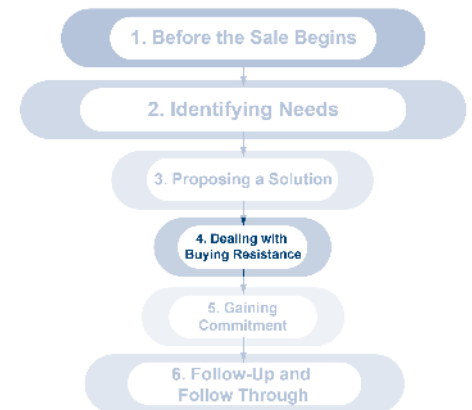 1. Before the Sale Begins
2. Identifying Needs
3. Proposing a Solution
4. Dealing with
Buying Resistance
5. Gaining
Commitment
6. Follow-Up and
Follow Through